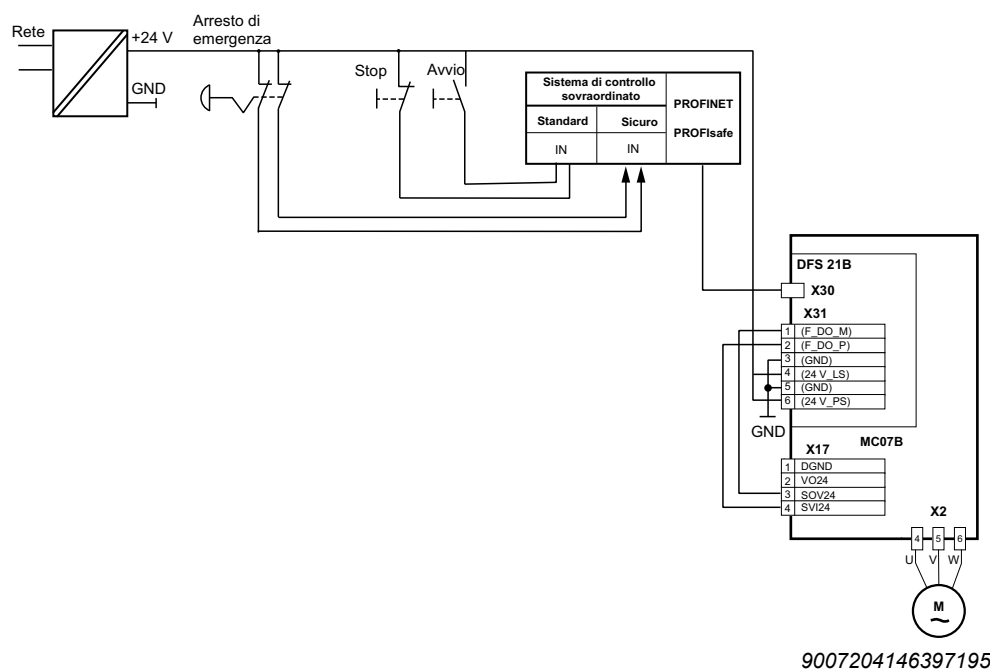 Rete
+24 V
GND
Arresto di
emergenza
Stop
Avvio
Sistema di controllo
sovraordinato
PROFINET
PROFIsafe
Standard
Sicuro
IN
IN
DFS 21B
X30
X31
1 (F_DO_M)
2 (F_DO_P)
3 (GND)
4 (24 V_LS)
5 (GND)
6 (24 V_PS)
GND
MC07B
X17
1 DGND
2 VO24
3 SOV24
4 SVI24
X2
4 5 6
U V W
M
~
9007204146397195